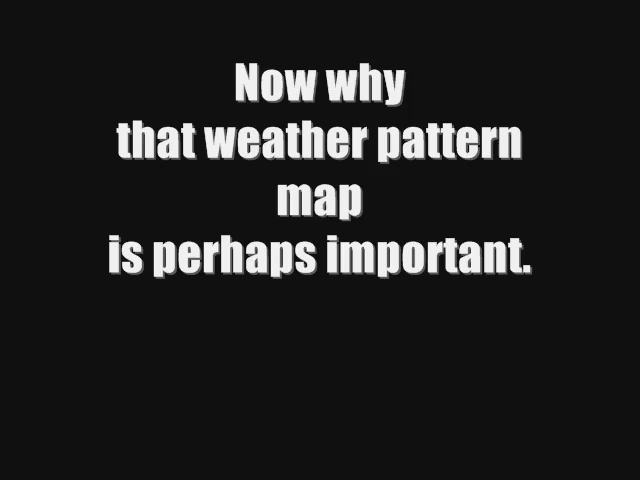 Now why
that weather pattern
map
is perhaps important.